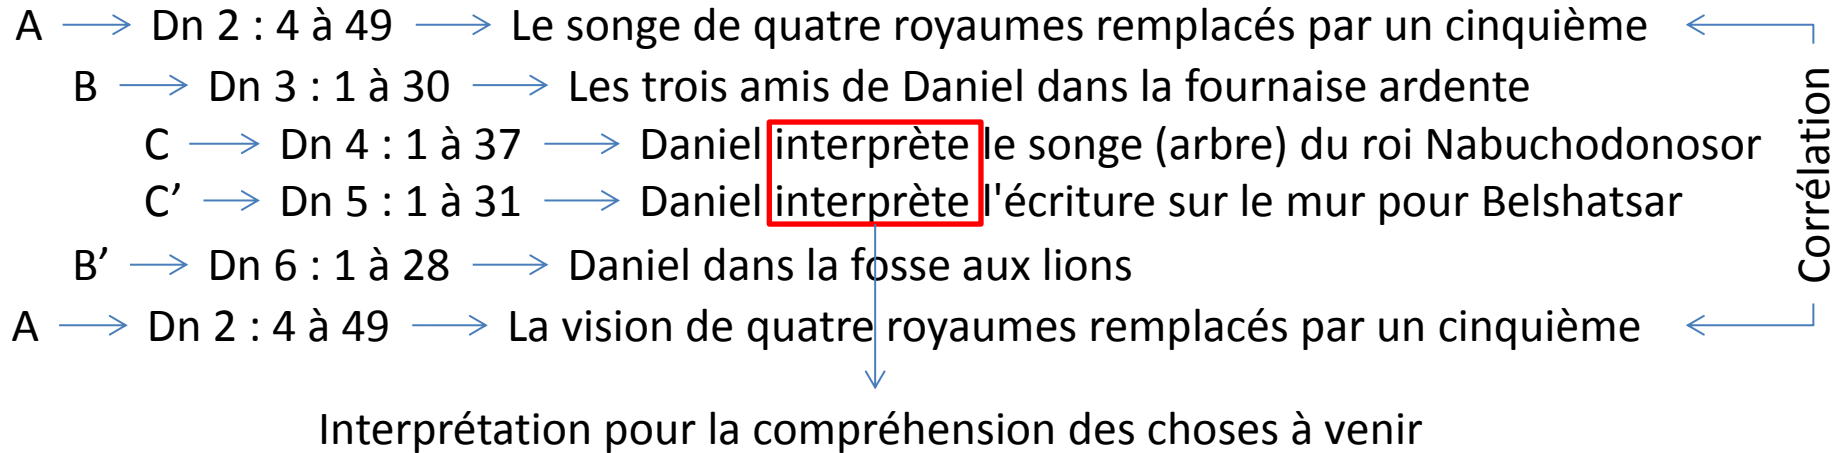 A → Dn 2 : 4 à 49 → Le songe de quatre royaumes remplacés par un cinquième
B → Dn 3 : 1 à 30 → Les trois amis de Daniel dans la fournaise ardente
C → Dn 4 : 1 à 37 → Daniel interprète le songe (arbre) du roi Nabuchodonosor
C’ → Dn 5 : 1 à 31 → Daniel interprète l'écriture sur le mur pour Belshatsar
B’ → Dn 6 : 1 à 28 → Daniel dans la fosse aux lions
A → Dn 2 : 4 à 49 → La vision de quatre royaumes remplacés par un cinquième
Corrélation
Interprétation pour la compréhension des choses à venir